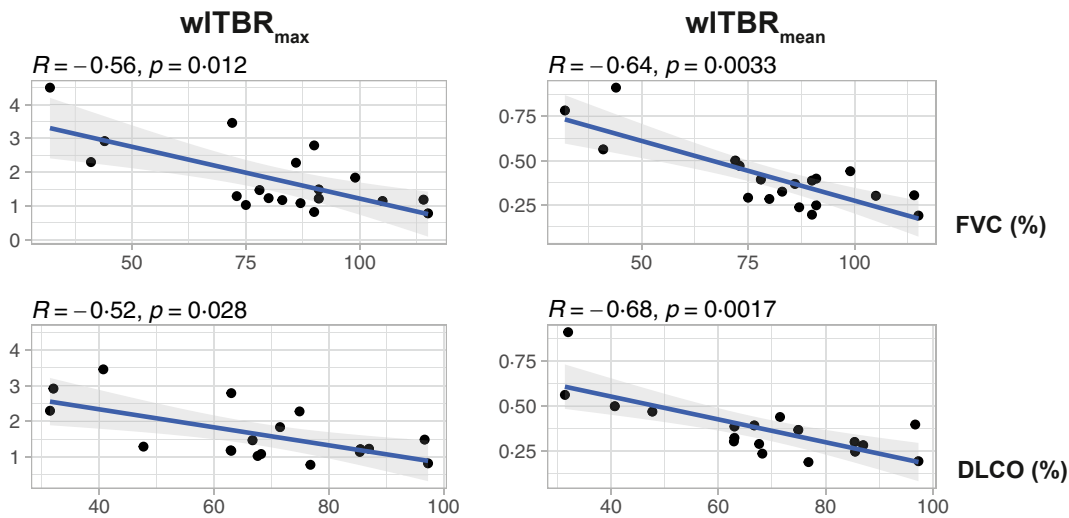 wlTBRmax
wlTBRmean
R = −0·56, p = 0·012
R = −0·64, p = 0·0033
4
3
2
1
0
0·75
0·50
0·25
FVC (%)
50 75 100
50 75 100
R = −0·52, p = 0·028
R = −0·68, p = 0·0017
4
3
2
1
0·75
0·50
0·25
DLCO (%)
40 60 80 100
40 60 80 100